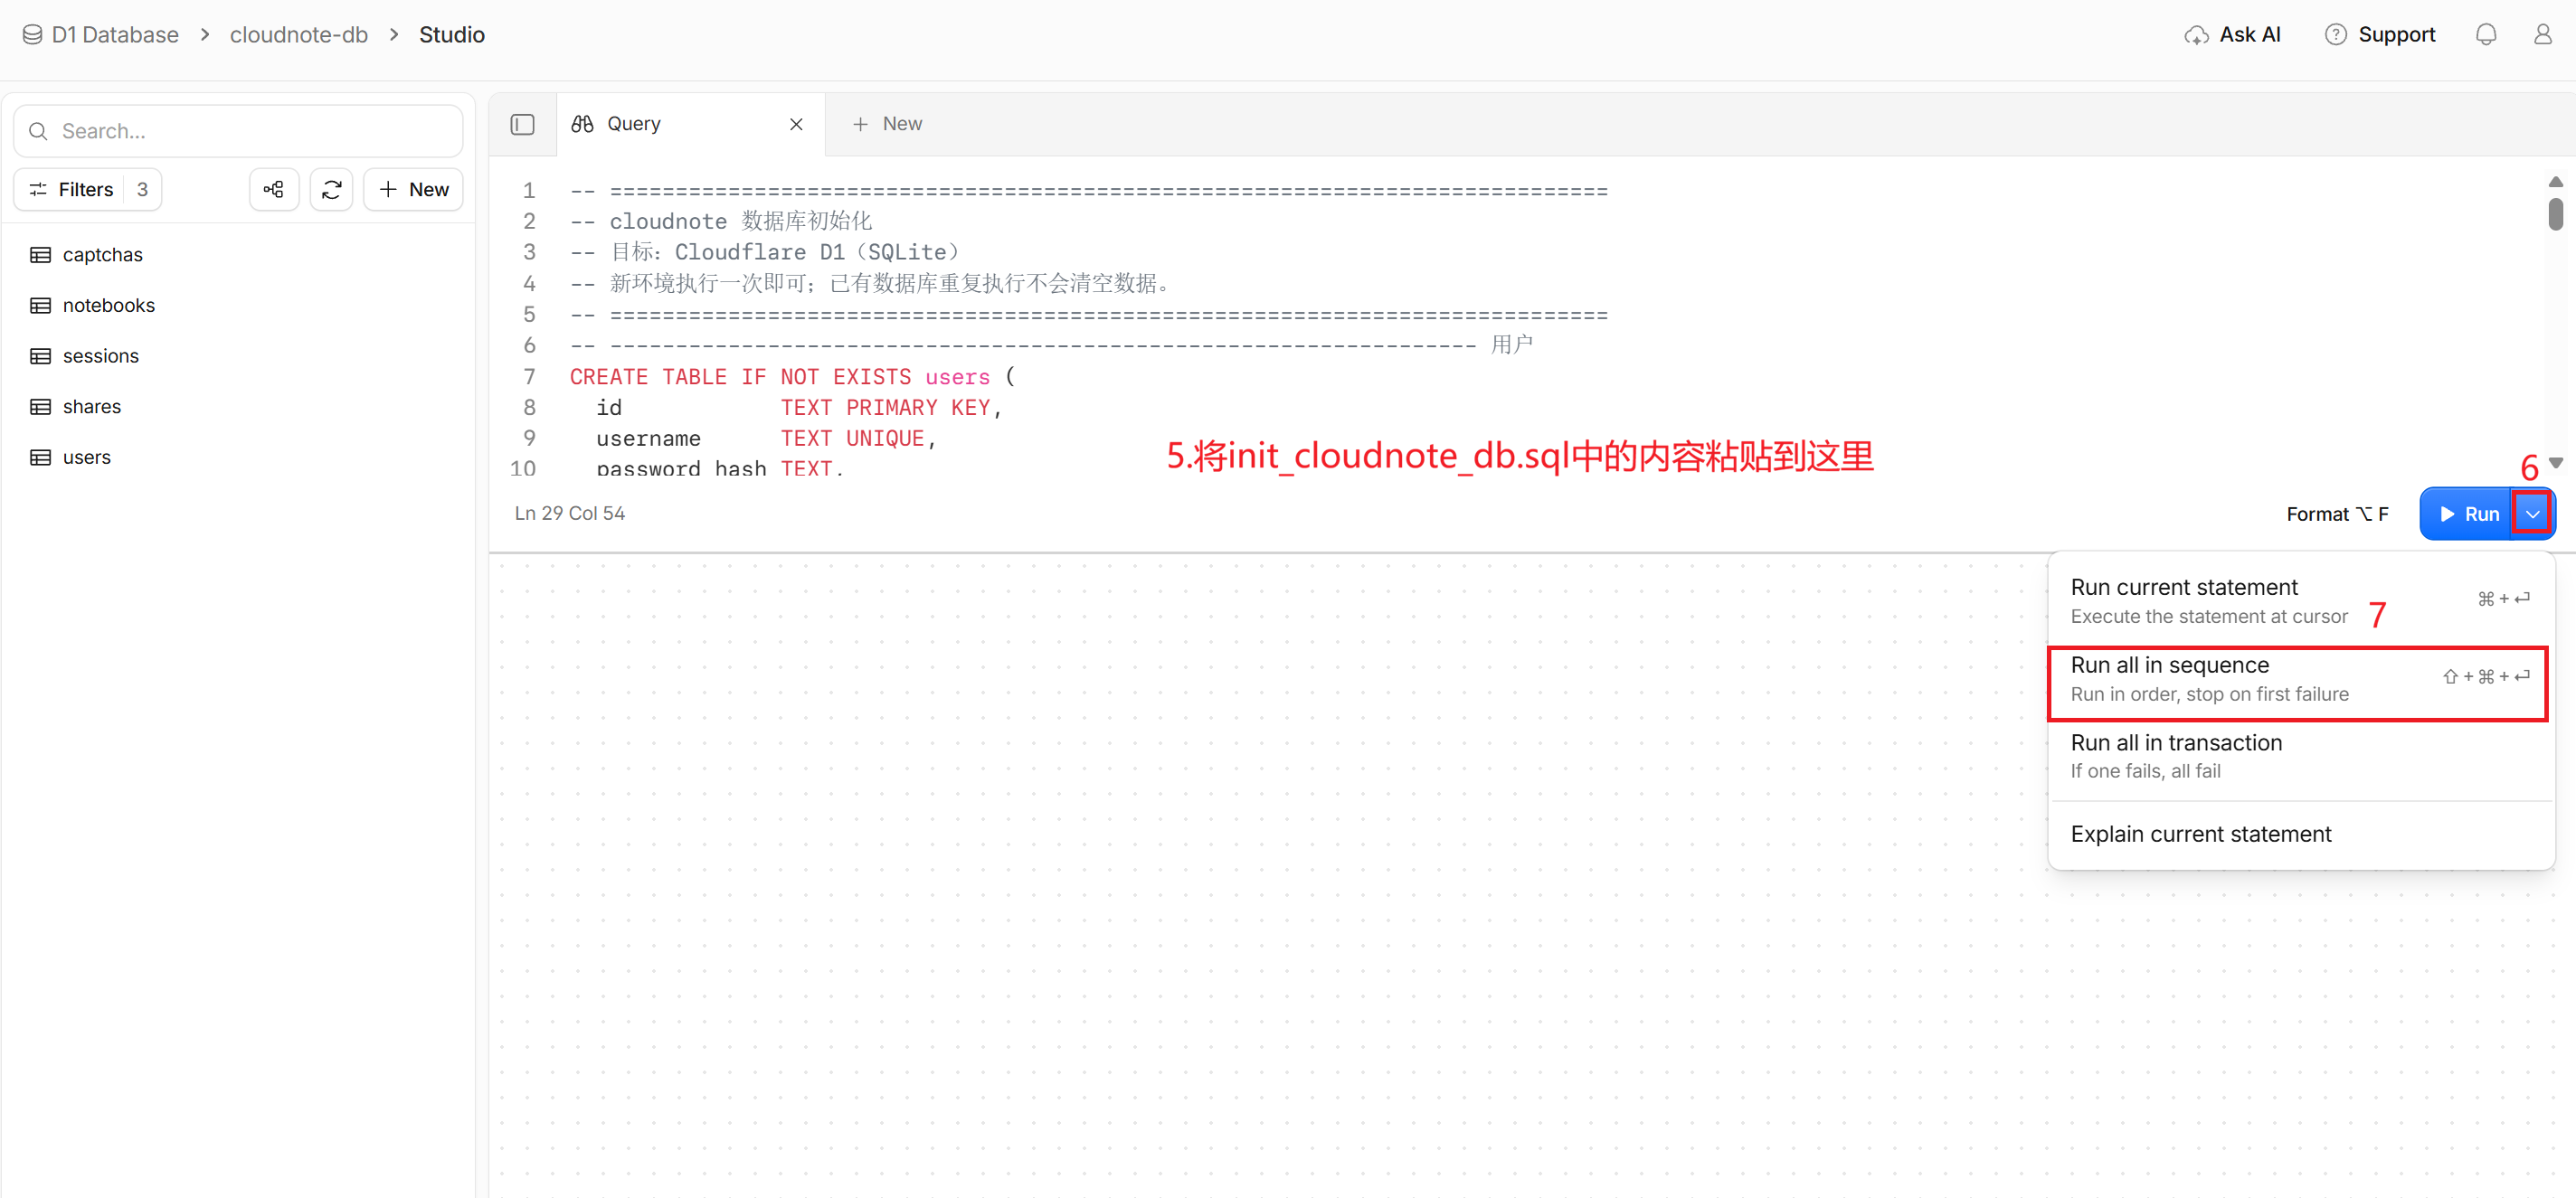 D1 Database > cloudnote-db > Studio
Ask AI
Support
Search...
Filters 3
New
captchas
notebooks
sessions
shares
users
Query
New
1 -- ============================================================================
2 -- cloudnote 数据库初始化
3 -- 目标：Cloudflare D1（SQLite）
4 -- 新环境执行一次即可；已有数据库重复执行不会清空数据。
5 -- ============================================================================
6 -- ------------------------------------------------------------------ 用户
7 CREATE TABLE IF NOT EXISTS users (
8 id TEXT PRIMARY KEY,
9 username TEXT UNIQUE,
10 password_hash TEXT,
5.将init_cloudnote_db.sql中的内容粘贴到这里
6
Ln 29 Col 54
Format ⌥ F
Run
Run current statement
⌘+↵
Execute the statement at cursor
7
Run all in sequence
⇧+⌘+↵
Run in order, stop on first failure
Run all in transaction
If one fails, all fail
Explain current statement